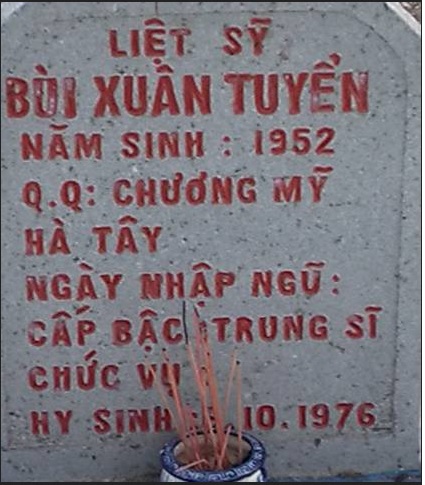 LIỆT SỸ
BÙI XUÂN TUYỂN
NĂM SINH : 1952
Q.Q: CHƯƠNG MỸ
HÀ TÂY
NGÀY NHẬP NGŨ :
CẤP BẬC : TRUNG SĨ
CHỨC VỤ
HY SINH 10.1976